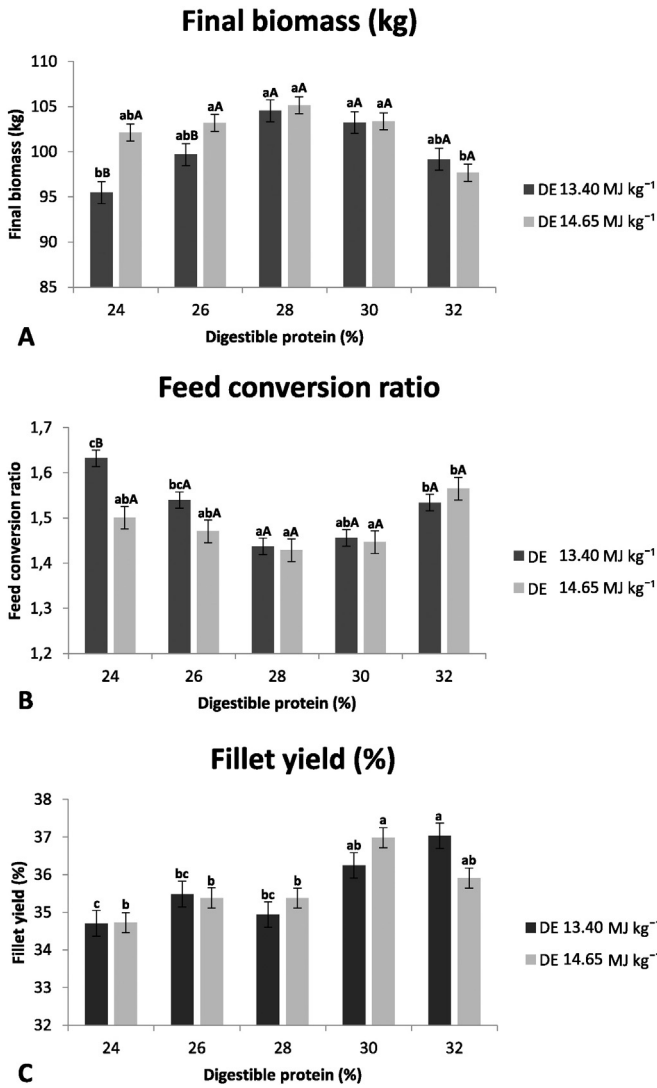 Final biomass (kg)
110
105
100
95
90
85
Final biomass (kg)
bB
abA
abB
aA
aA
aA
aA
aA
abA
bA
24 26 28 30 32
Digestible protein (%)
DE 13.40 MJ kg⁻¹
DE 14.65 MJ kg⁻¹
A
Feed conversion ratio
1,7
1,6
1,5
1,4
1,3
1,2
Feed conversion ratio
cB
abA
bcA
abA
aA
aA
abA
aA
bA
bA
24 26 28 30 32
Digestible protein (%)
DE 13.40 MJ kg⁻¹
DE 14.65 MJ kg⁻¹
B
Fillet yield (%)
38
37
36
35
34
33
32
Fillet yield (%)
c
b
bc
b
bc
b
ab
a
a
ab
24 26 28 30 32
Digestible protein (%)
DE 13.40 MJ kg⁻¹
DE 14.65 MJ kg⁻¹
C